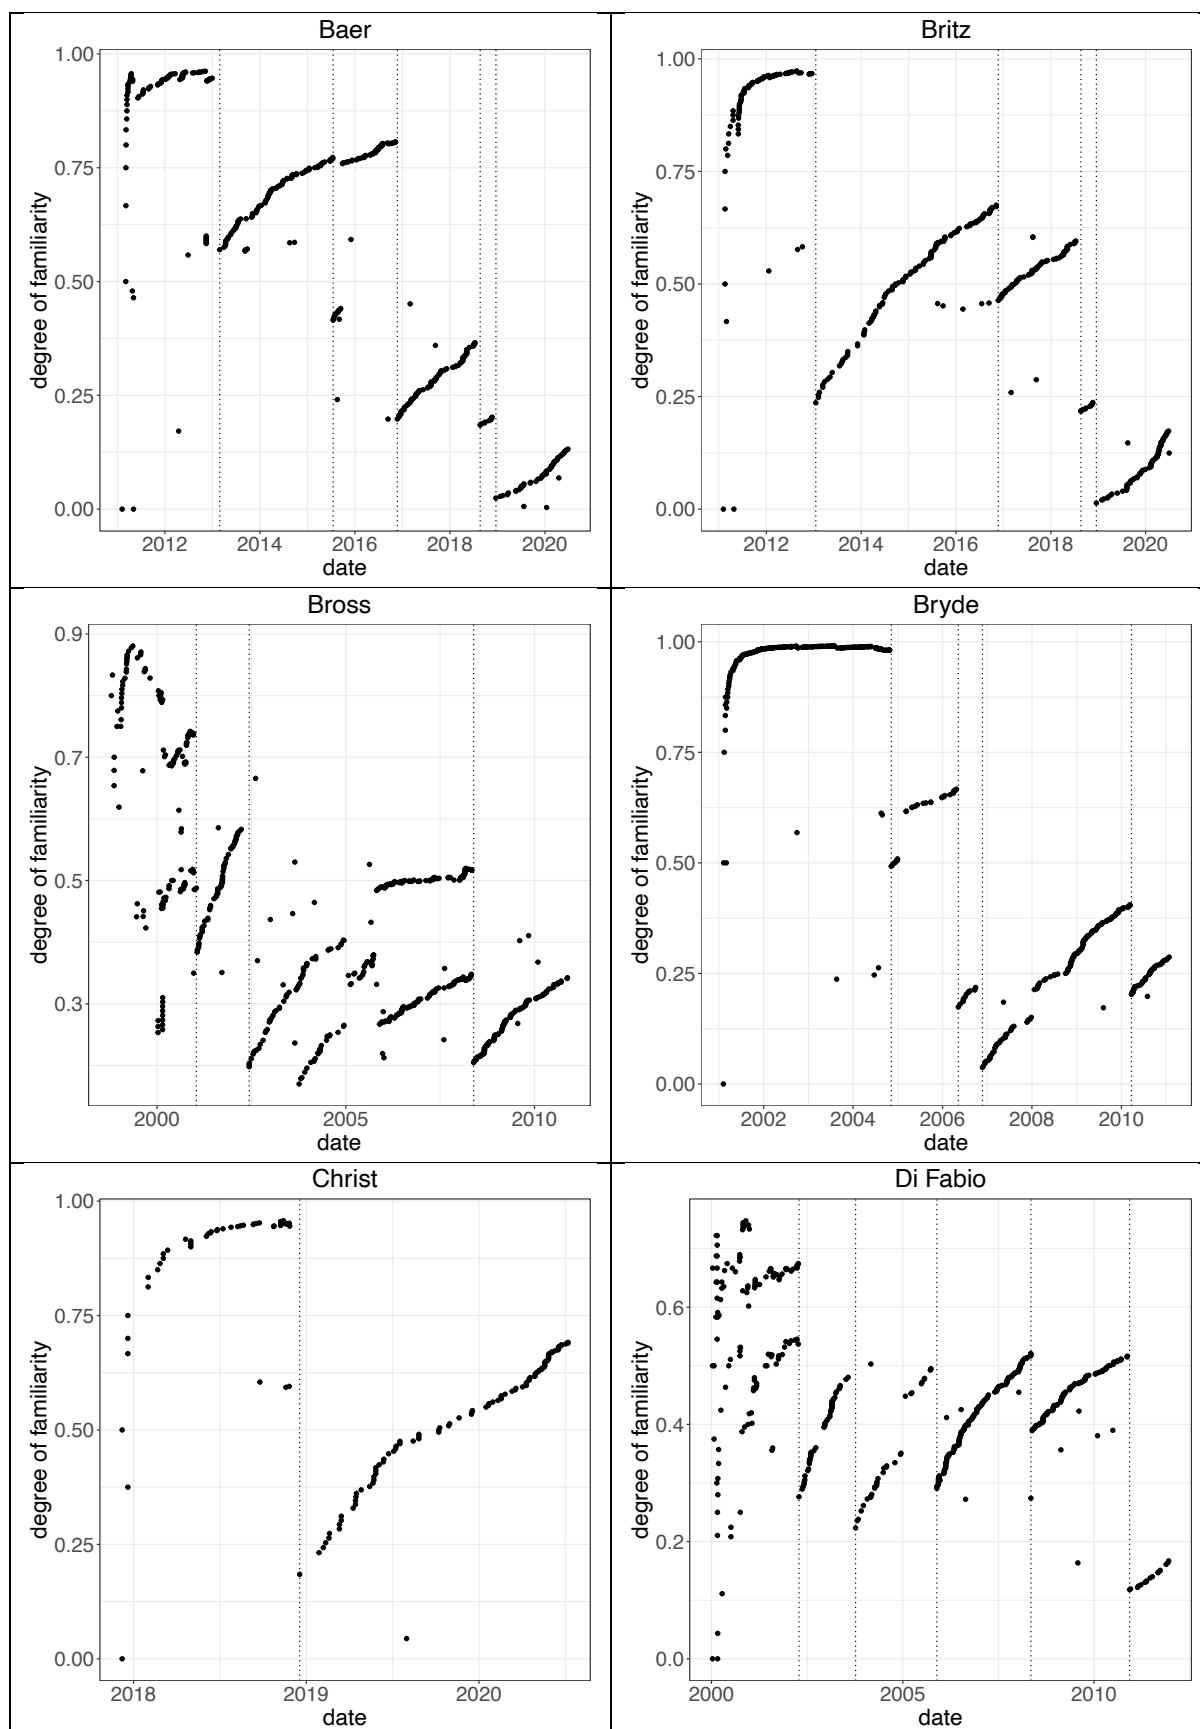 Baer
degree of familiarity
1.00
0.75
0.50
0.25
0.00
2012 2014 2016 2018 2020
date
Britz
degree of familiarity
1.00
0.75
0.50
0.25
0.00
2012 2014 2016 2018 2020
date
Bross
degree of familiarity
0.9
0.7
0.5
0.3
2000 2005 2010
date
Bryde
degree of familiarity
1.00
0.75
0.50
0.25
0.00
2002 2004 2006 2008 2010
date
Christ
degree of familiarity
1.00
0.75
0.50
0.25
0.00
2018 2019 2020
date
Di Fabio
degree of familiarity
0.6
0.4
0.2
0.0
2000 2005 2010
date